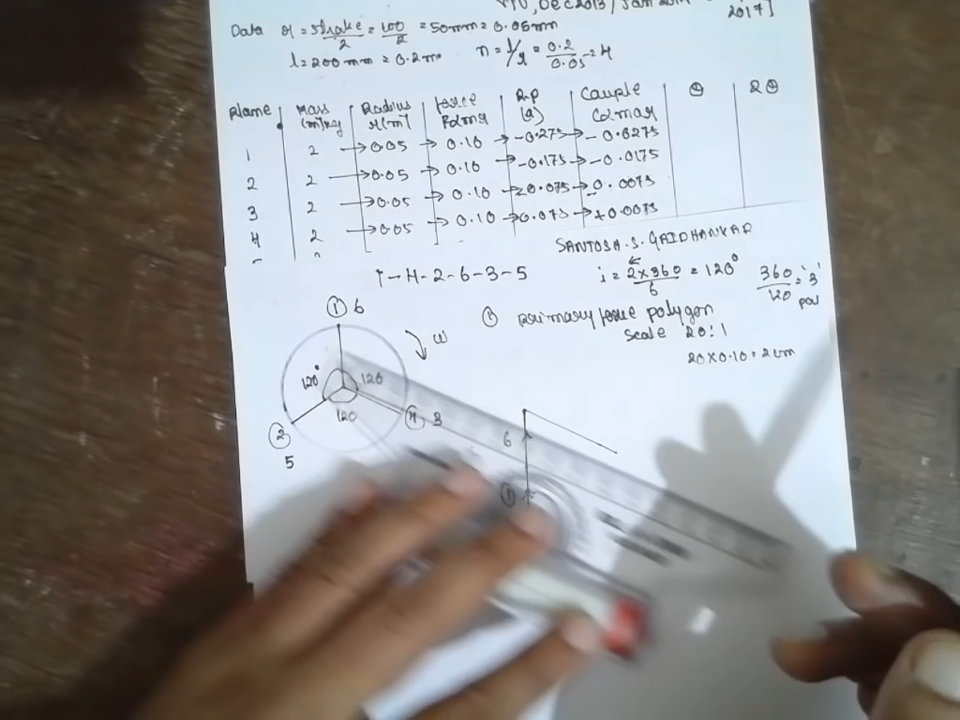 VTU, Dec 2013 / Jan 2014
2017]
Data r = stroke/2 = 100/2 = 50mm = 0.05mm
l = 200 mm = 0.2m n = l/r = 0.2/0.05 = 4
Plane | Mass (m)kg | Radius r(m) | force Fαmr | R.P (a) | Couple Cαmar | θ | 2θ
1 2 → 0.05 → 0.10 → -0.275 → -0.0275
2 2 → 0.05 → 0.10 → -0.175 → -0.0175
3 2 → 0.05 → 0.10 → -0.075 → -0.0075
4 2 → 0.05 → 0.10 → 0.075 → +0.0075
SANTOSA.S. GAIDHANKAR
1-4-2-6-3-5
i = 2×360/6 = 120° 360/120 = '3'
① 6
ω
① primary force polygon
Scale 20:1
20×0.10 = 2cm
120° 120
120
④ 3
②
5
6
①